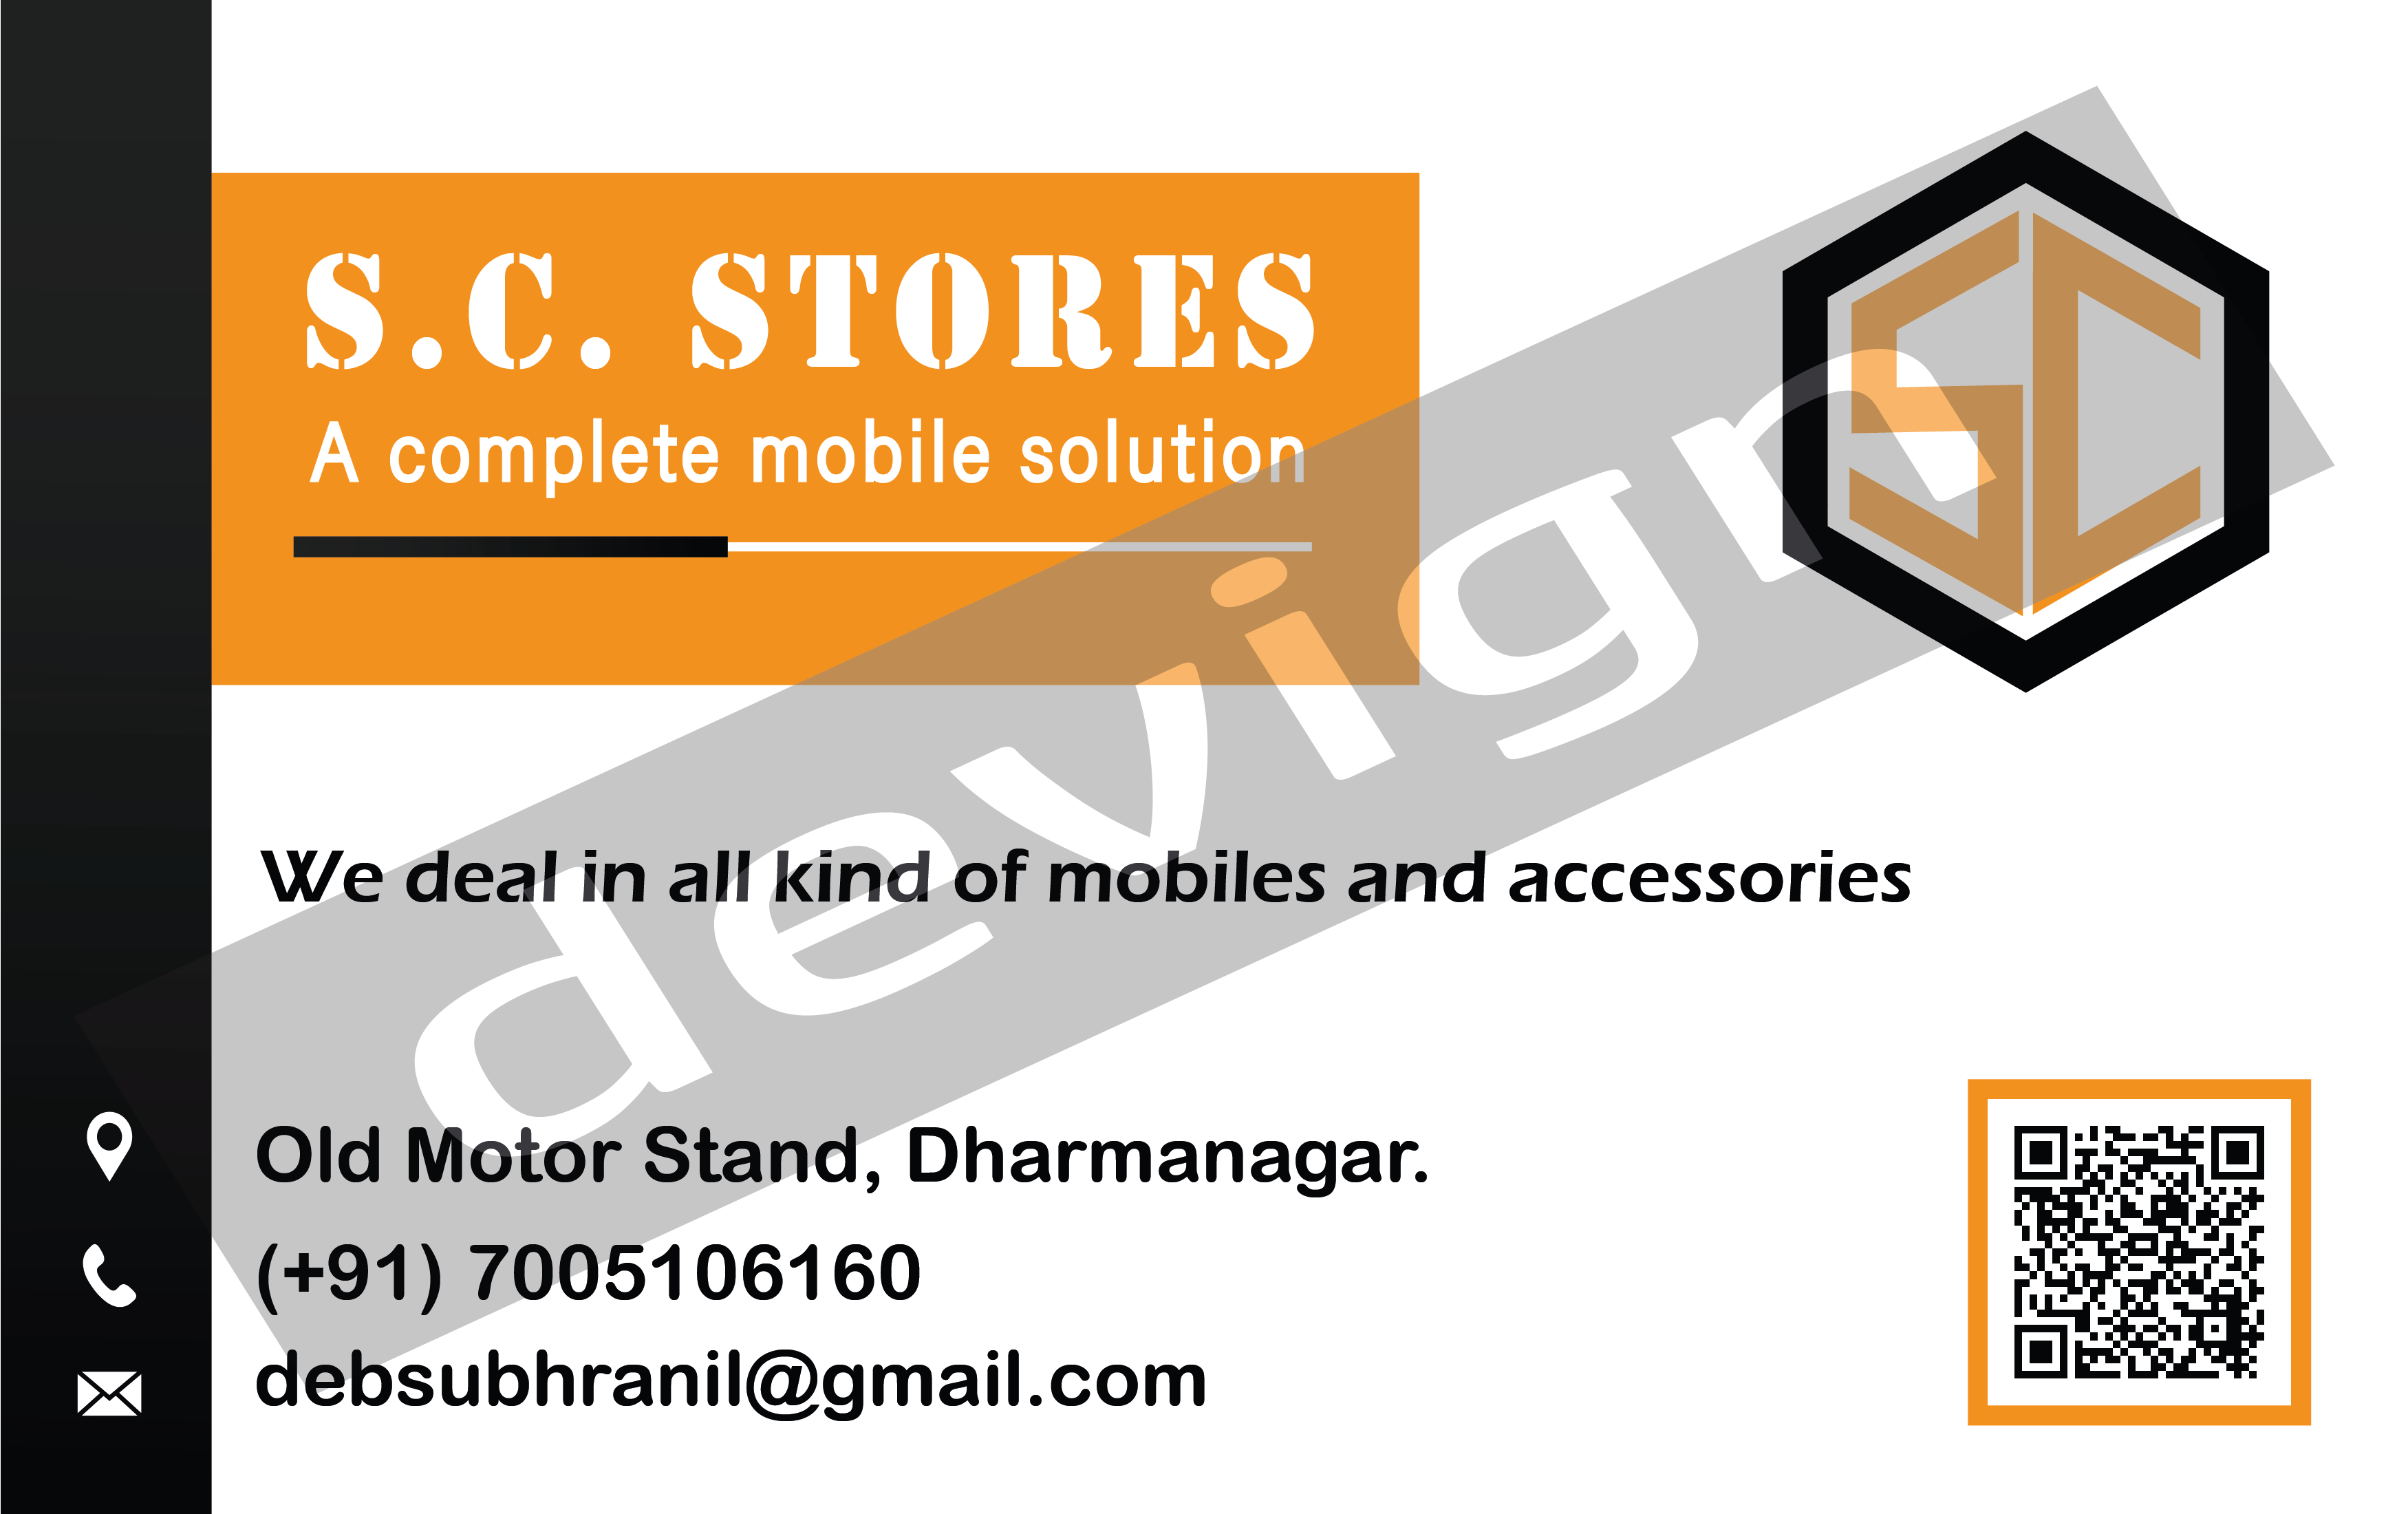 S.C. STORES
A complete mobile solution
SC
devign
We deal in all kind of mobiles and accessories
Old Motor Stand, Dharmanagar.
(+91) 7005106160
debsubhranil@gmail.com